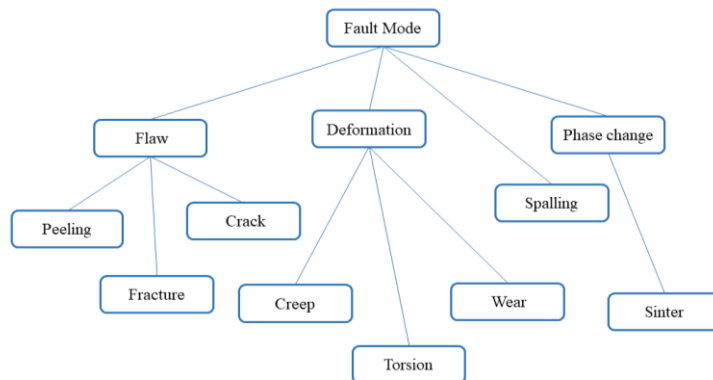 Fault Mode
Flaw
Deformation
Phase change
Peeling
Crack
Spalling
Fracture
Creep
Wear
Sinter
Torsion